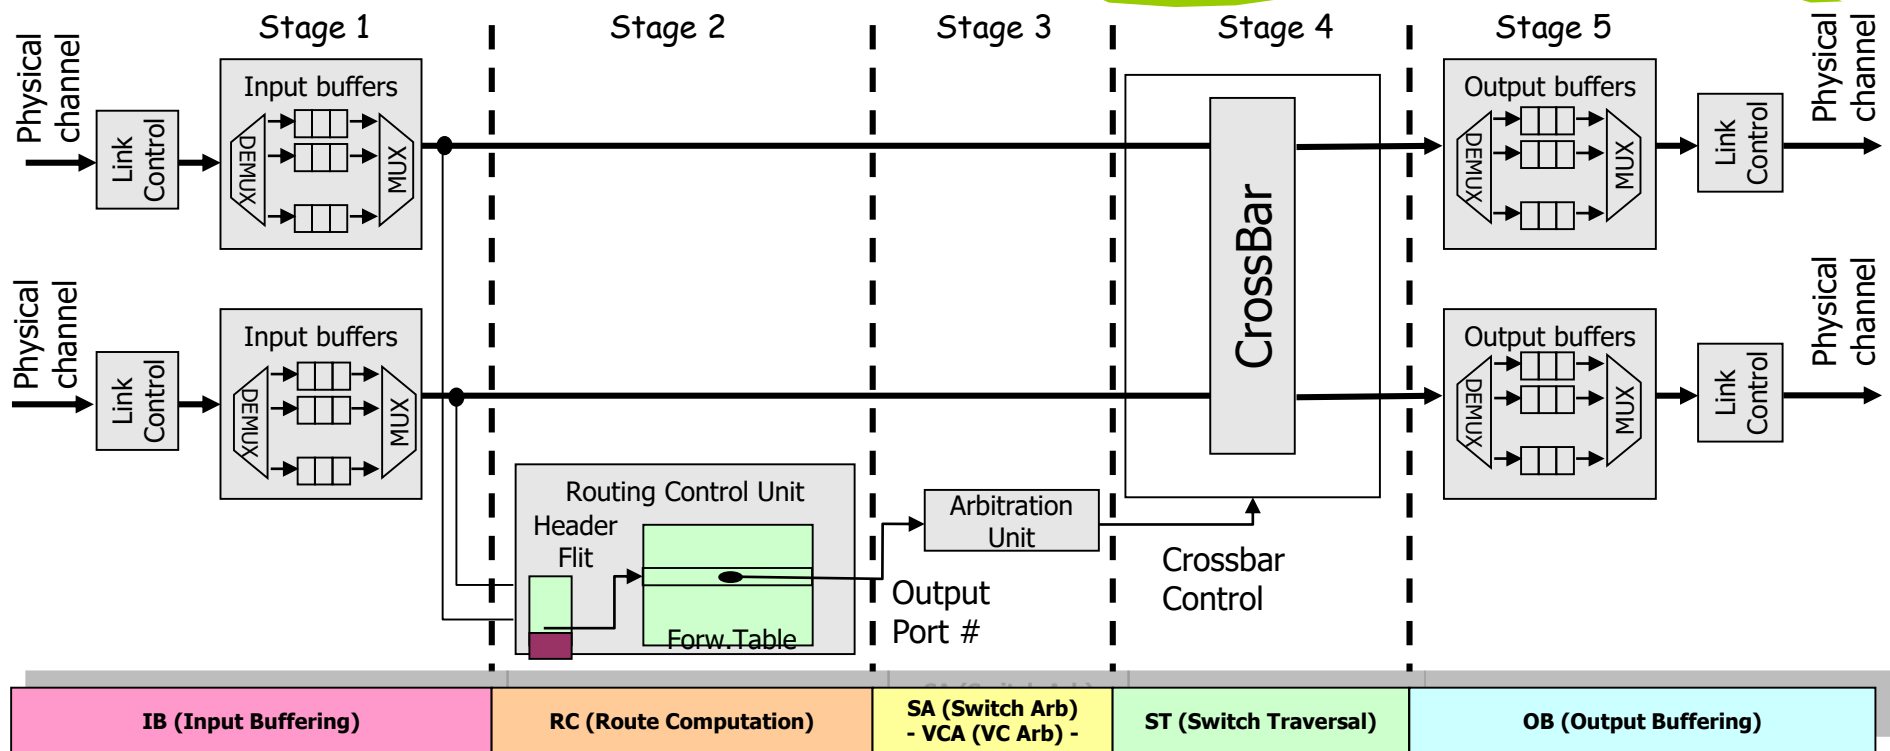 Stage 1
Stage 2
Stage 3
Stage 4
Stage 5
Physical
channel
Link
Control
Input buffers
DEMUX
MUX
CrossBar
Output buffers
DEMUX
MUX
Link
Control
Physical
channel
Physical
channel
Link
Control
Input buffers
DEMUX
MUX
Output buffers
DEMUX
MUX
Link
Control
Physical
channel
Routing Control Unit
Header
Flit
Forw.Table
Arbitration
Unit
Output
Port #
Crossbar
Control
IB (Input Buffering)
RC (Route Computation)
SA (Switch Arb)
- VCA (VC Arb) -
ST (Switch Traversal)
OB (Output Buffering)